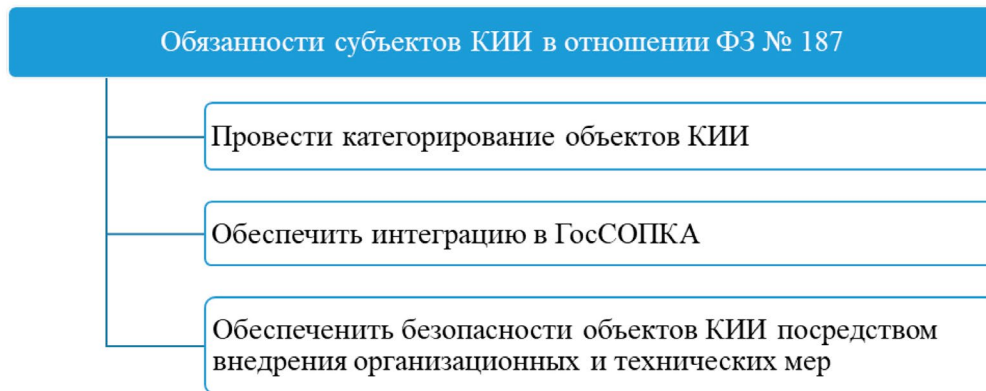 Обязанности субъектов КИИ в отношении ФЗ № 187
Провести категорирование объектов КИИ
Обеспечить интеграцию в ГосСОПКА
Обеспеченить безопасности объектов КИИ посредством
внедрения организационных и технических мер